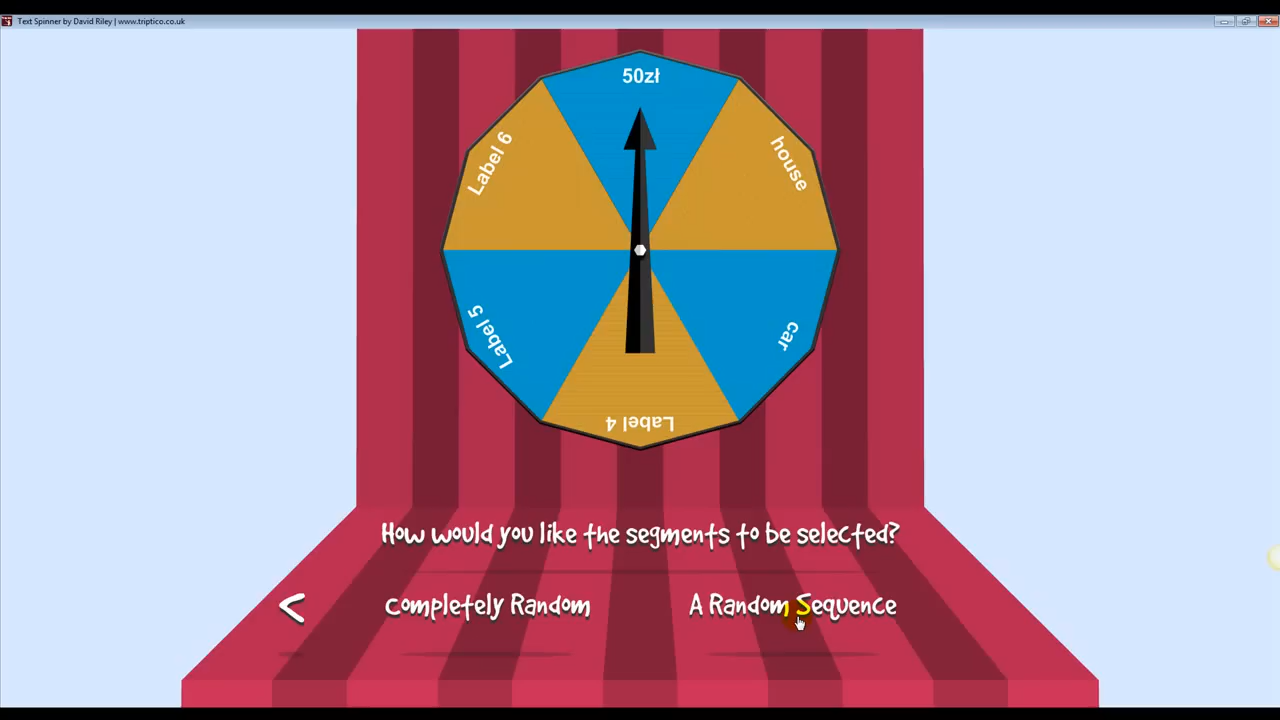 Text Spinner by David Riley | www.triptico.co.uk
50zł
Label 6
house
Label 5
car
Label 4
How would you like the segments to be selected?
< Completely Random A Random Sequence